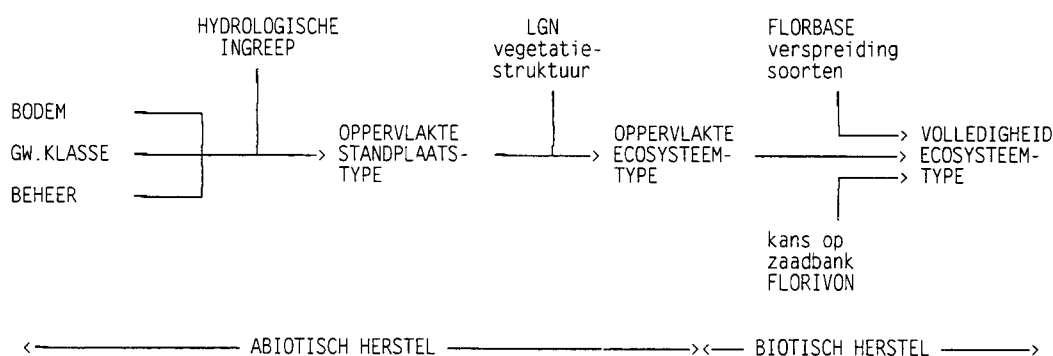 HYDROLOGISCHE
INGREEP
LGN
vegetatie-
struktuur
FLORBASE
verspreiding
soorten
BODEM
GW.KLASSE
BEHEER
OPPERVLAKTE
STANDPLAATS-
TYPE
OPPERVLAKTE
ECOSYSTEEM-
TYPE
VOLLEDIGHEID
ECOSYSTEEM-
TYPE
kans op
zaadbank
FLORIVON
ABIOTISCH HERSTEL
BIOTISCH HERSTEL